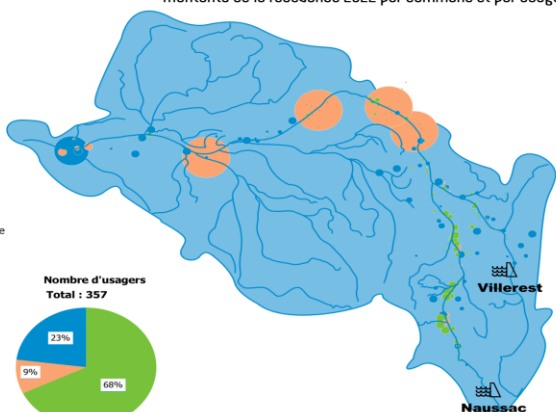 montants de la redevance 2022 par commune et par usage
e
Villerest
Nombre d'usagers
Total : 357
23%
9%
68%
Naussac